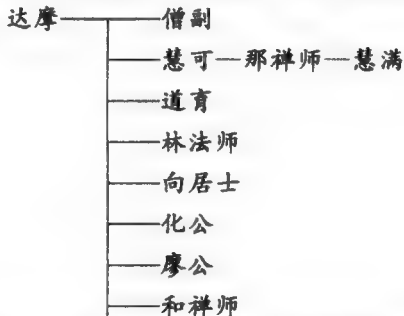 达摩 僧副
慧可 那禅师 慧满
道育
林法师
向居士
化公
廖公
和禅师